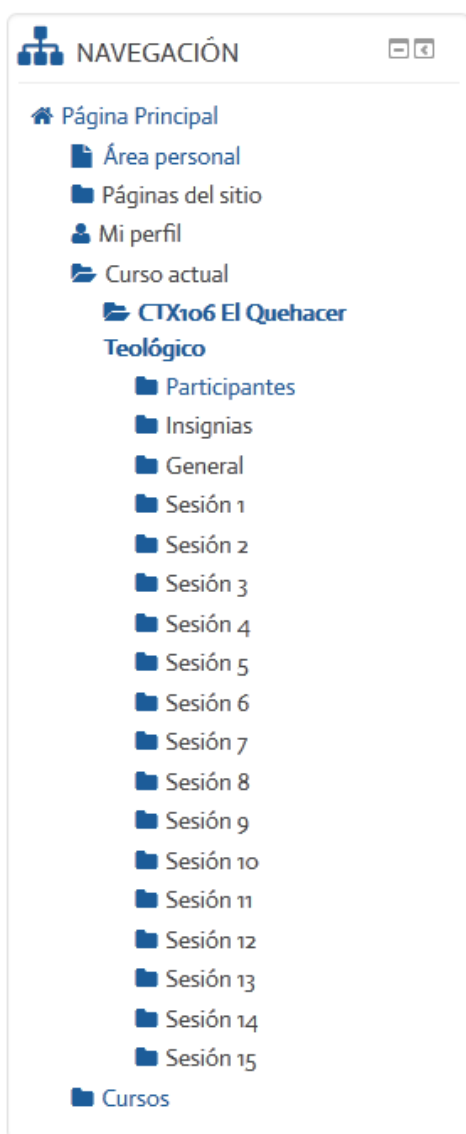 NAVEGACIÓN
Página Principal
Área personal
Páginas del sitio
Mi perfil
Curso actual
CTX106 El Quehacer
Teológico
Participantes
Insignias
General
Sesión 1
Sesión 2
Sesión 3
Sesión 4
Sesión 5
Sesión 6
Sesión 7
Sesión 8
Sesión 9
Sesión 10
Sesión 11
Sesión 12
Sesión 13
Sesión 14
Sesión 15
Cursos